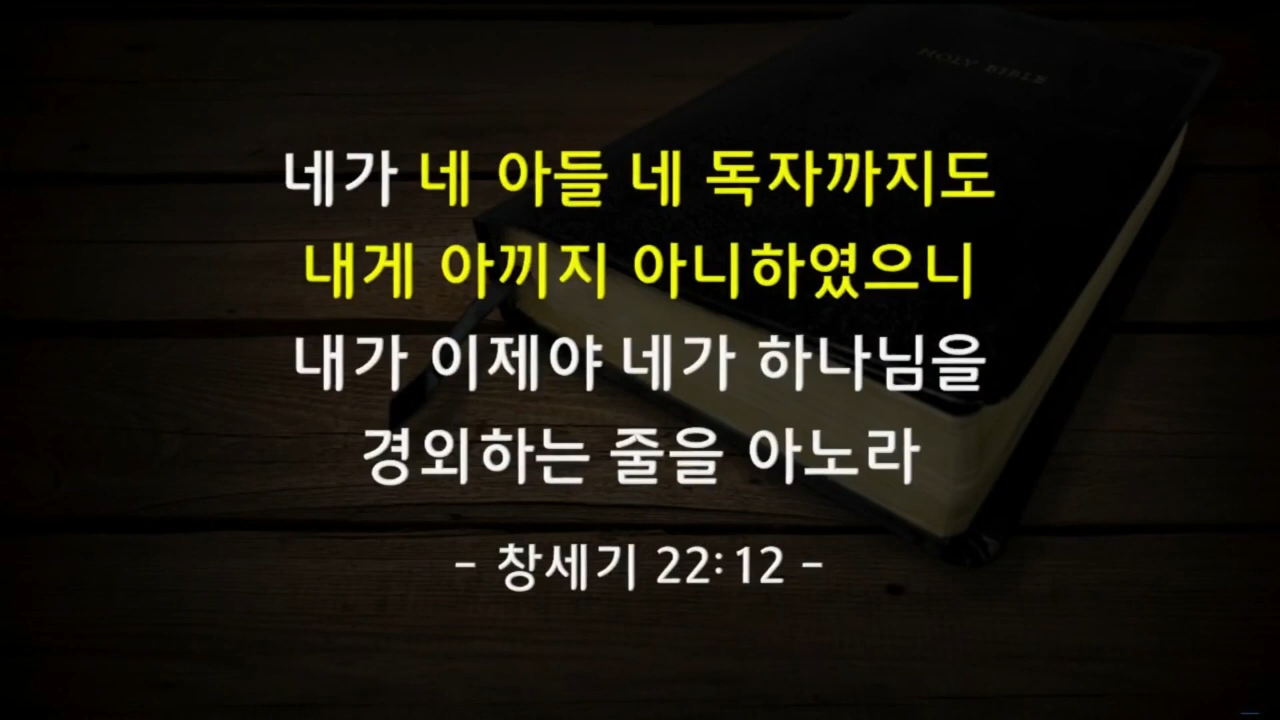 HOLY BIBLE
네가 네 아들 네 독자까지도
내게 아끼지 아니하였으니
내가 이제야 네가 하나님을
경외하는 줄을 아노라
- 창세기 22:12 -